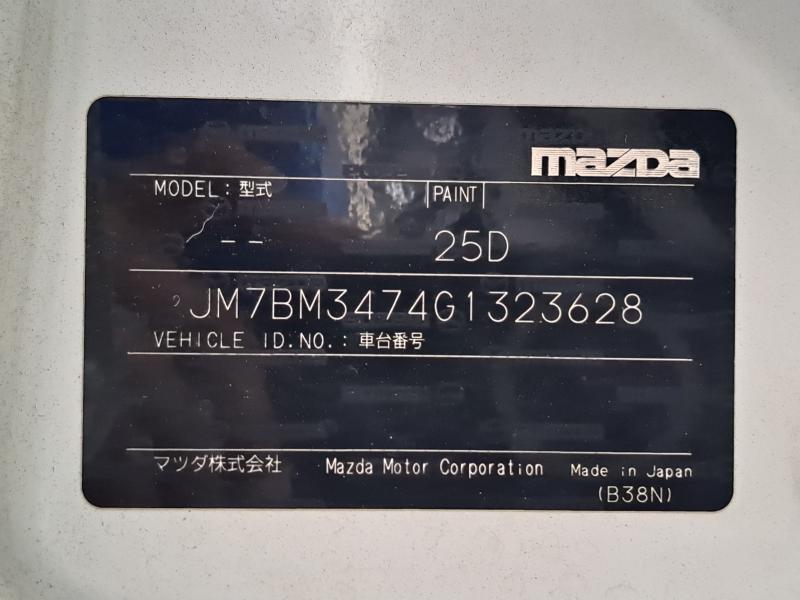 mazda
MODEL : 型式 PAINT
-- 25D
JM7BM3474G1323628
VEHICLE ID.NO. : 車台番号
マツダ株式会社 Mazda Motor Corporation Made in Japan
(B38N)